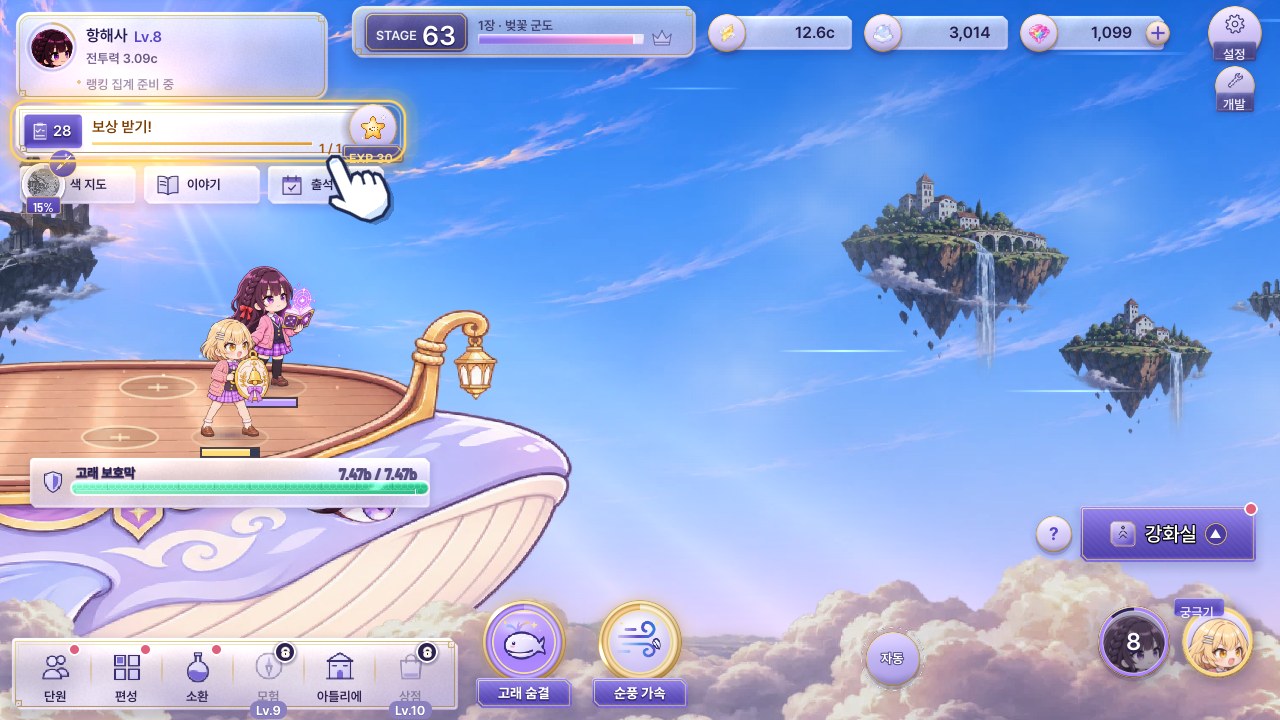 항해사 Lv.8
전투력 3.09c
* 랭킹 집계 준비 중
STAGE 63
1장 · 벚꽃 군도
12.6c
3,014
1,099
설정
개발
28
보상 받기!
1/1
EXP 30
색 지도
15%
이야기
출석
고래 보호막
7.47b / 7.47b
?
강화실
궁극기
8
자동
고래 숨결
순풍 가속
단원
편성
소환
모험
Lv.9
아틀리에
상점
Lv.10